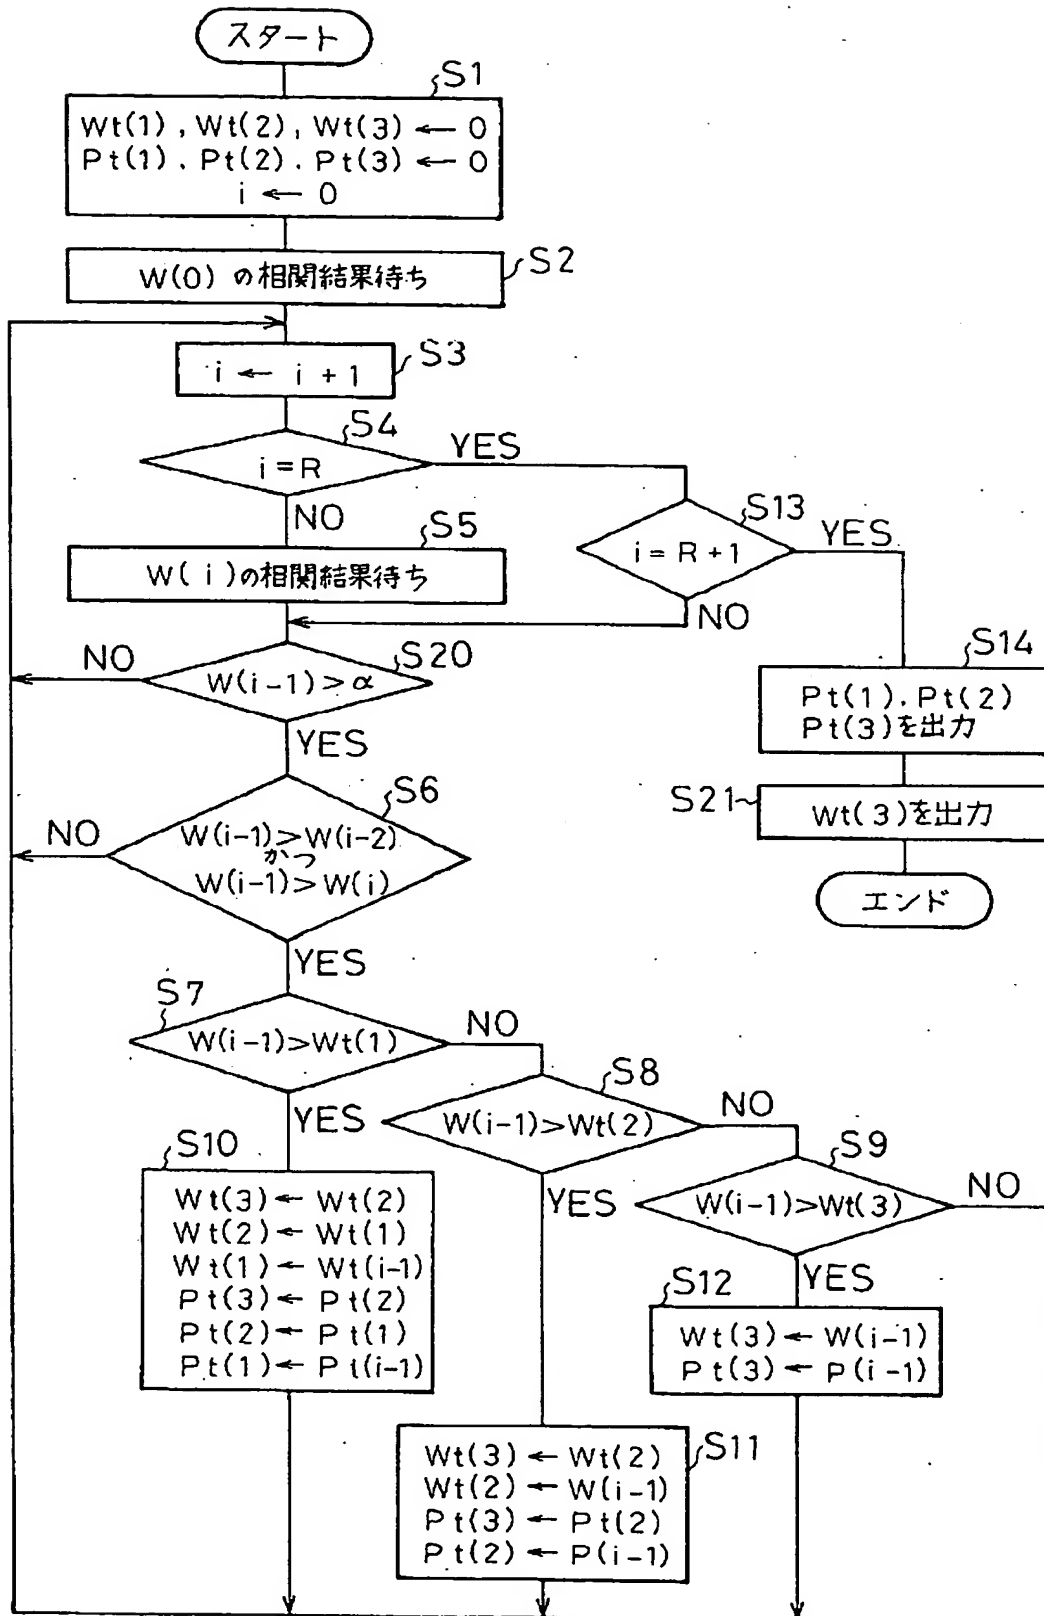 スタート
S1
Wt(1) , Wt(2) , Wt(3) ← 0
Pt(1) . Pt(2) . Pt(3) ← 0
i ← 0
S2
W(0) の相関結果待ち
S3
i ← i + 1
S4
i = R
YES
NO
S13
i = R + 1
YES
NO
S5
W( i )の相関結果待ち
S20
W(i-1) > α
NO
YES
S14
Pt(1) . Pt(2)
Pt(3)を出力
S21
Wt(3)を出力
エンド
S6
W(i-1) > W(i-2)
かつ
W(i-1) > W(i)
NO
YES
S7
W(i-1) > Wt(1)
NO
YES
S8
W(i-1) > Wt(2)
NO
YES
S9
W(i-1) > Wt(3)
NO
YES
S10
Wt(3) ← Wt(2)
Wt(2) ← Wt(1)
Wt(1) ← Wt(i-1)
Pt(3) ← Pt(2)
Pt(2) ← Pt(1)
Pt(1) ← Pt(i-1)
S12
Wt(3) ← W(i-1)
Pt(3) ← P(i-1)
S11
Wt(3) ← Wt(2)
Wt(2) ← W(i-1)
Pt(3) ← Pt(2)
Pt(2) ← P(i-1)